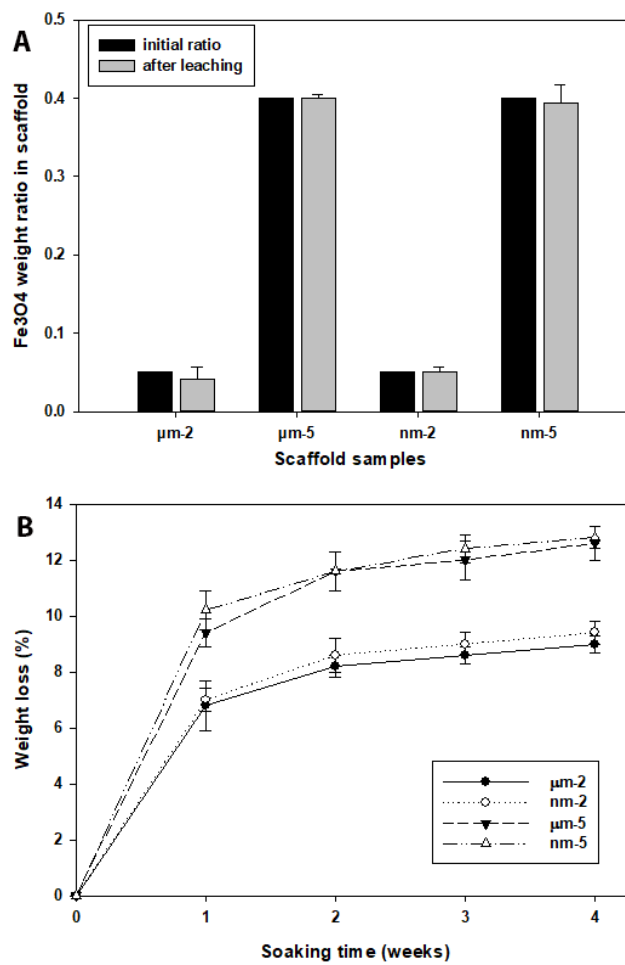 A
0.5
0.4
0.3
0.2
0.1
0.0
Fe3O4 weight ratio in scaffold
initial ratio
after leaching
µm-2 µm-5 nm-2 nm-5
Scaffold samples
B
14
12
10
8
6
4
2
0
Weight loss (%)
µm-2
nm-2
µm-5
nm-5
0 1 2 3 4
Soaking time (weeks)